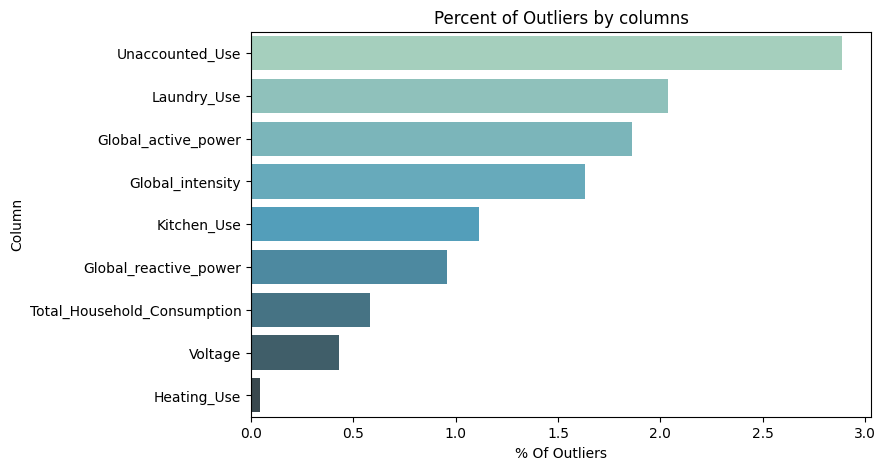 Percent of Outliers by columns
Column
Unaccounted_Use
Laundry_Use
Global_active_power
Global_intensity
Kitchen_Use
Global_reactive_power
Total_Household_Consumption
Voltage
Heating_Use
0.0 0.5 1.0 1.5 2.0 2.5 3.0
% Of Outliers